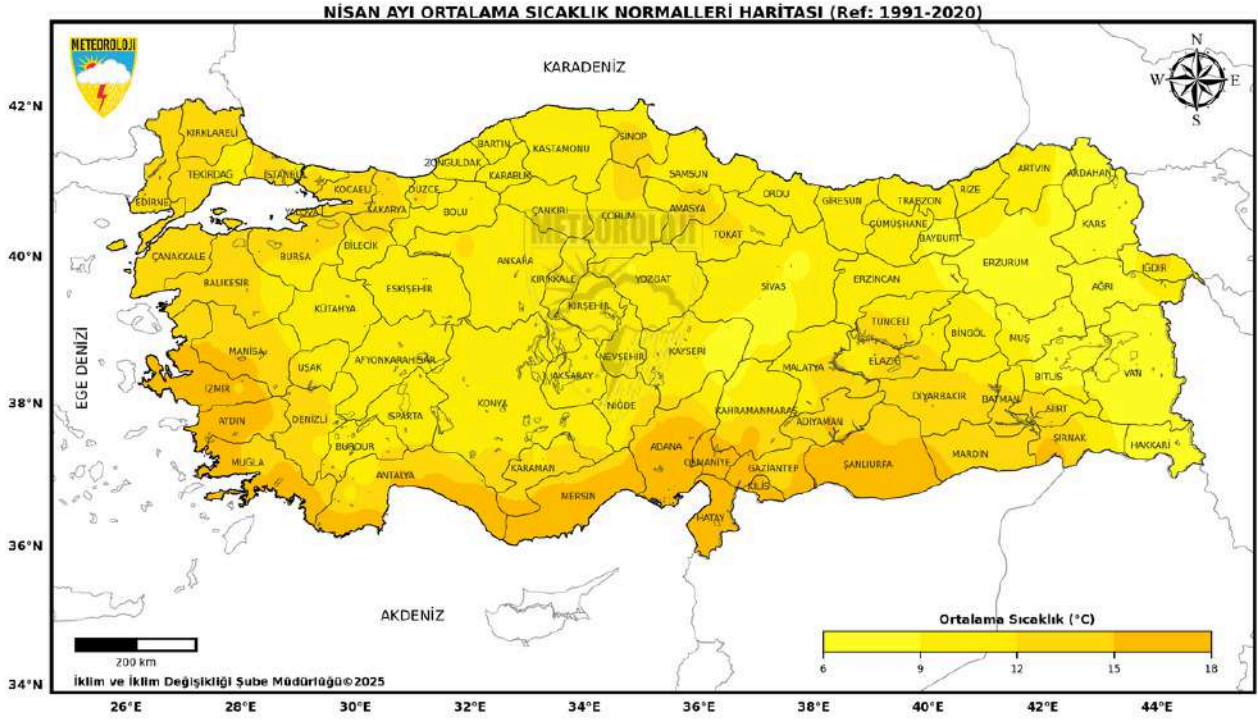 NİSAN AYI ORTALAMA SICAKLIK NORMALLERİ HARİTASI (Ref: 1991-2020)
METEOROLOJI
KARADENİZ
N
W E
S
42°N
40°N
38°N
36°N
34°N
EGE DENİZİ
KIRKLARELİ
TEKİRDAĞ
İSTANBUL
EDİRNE
YALOVA
KOCAELİ
SAKARYA
DÜZCE
ZONGULDAK
BARTIN
KARABÜK
KASTAMONU
SİNOP
SAMSUN
ORDU
GİRESUN
TRABZON
RİZE
ARTVİN
ARDAHAN
BOLU
ÇANKIRI
ÇORUM
AMASYA
TOKAT
GÜMÜŞHANE
BAYBURT
KARS
METEOROLOJI
ÇANAKKALE
BURSA
BİLECİK
ANKARA
ERZURUM
IĞDIR
BALIKESİR
KÜTAHYA
ESKİŞEHİR
KIRIKKALE
YOZGAT
SİVAS
ERZİNCAN
AĞRI
KIRŞEHİR
TUNCELİ
BİNGÖL
MUŞ
MANİSA
UŞAK
AFYONKARAHİSAR
NEVŞEHİR
KAYSERİ
MALATYA
ELAZIĞ
BİTLİS
VAN
İZMİR
AKSARAY
AYDIN
DENİZLİ
ISPARTA
KONYA
NİĞDE
KAHRAMANMARAŞ
ADIYAMAN
DİYARBAKIR
BATMAN
SİİRT
BURDUR
ADANA
ŞIRNAK
HAKKARİ
MUĞLA
ANTALYA
KARAMAN
OSMANİYE
GAZİANTEP
ŞANLIURFA
MARDİN
MERSİN
KİLİS
HATAY
AKDENİZ
200 km
İklim ve İklim Değişikliği Şube Müdürlüğü©2025
Ortalama Sıcaklık (°C)
6 9 12 15 18
26°E 28°E 30°E 32°E 34°E 36°E 38°E 40°E 42°E 44°E